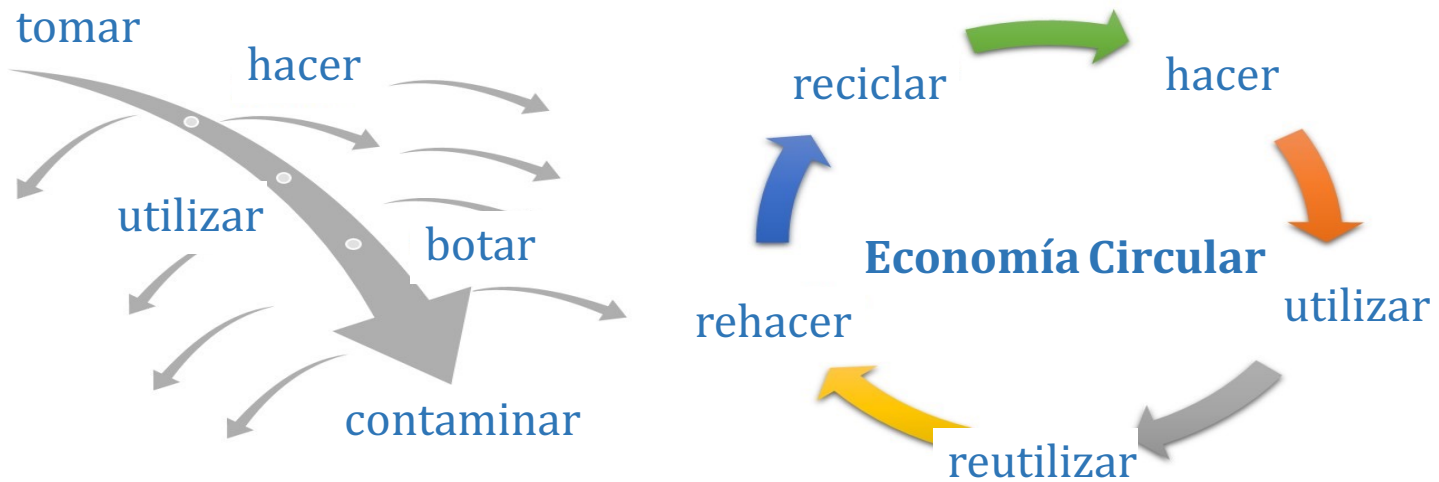 tomar
hacer
utilizar
botar
contaminar
reciclar
hacer
Economía Circular
utilizar
rehacer
reutilizar